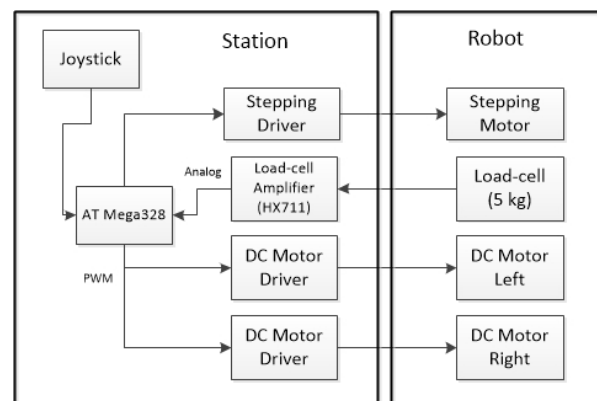 Station
Robot
Joystick
Stepping
Driver
Stepping
Motor
Analog
Load-cell
Amplifier
(HX711)
Load-cell
(5 kg)
AT Mega328
PWM
DC Motor
Driver
DC Motor
Left
DC Motor
Driver
DC Motor
Right